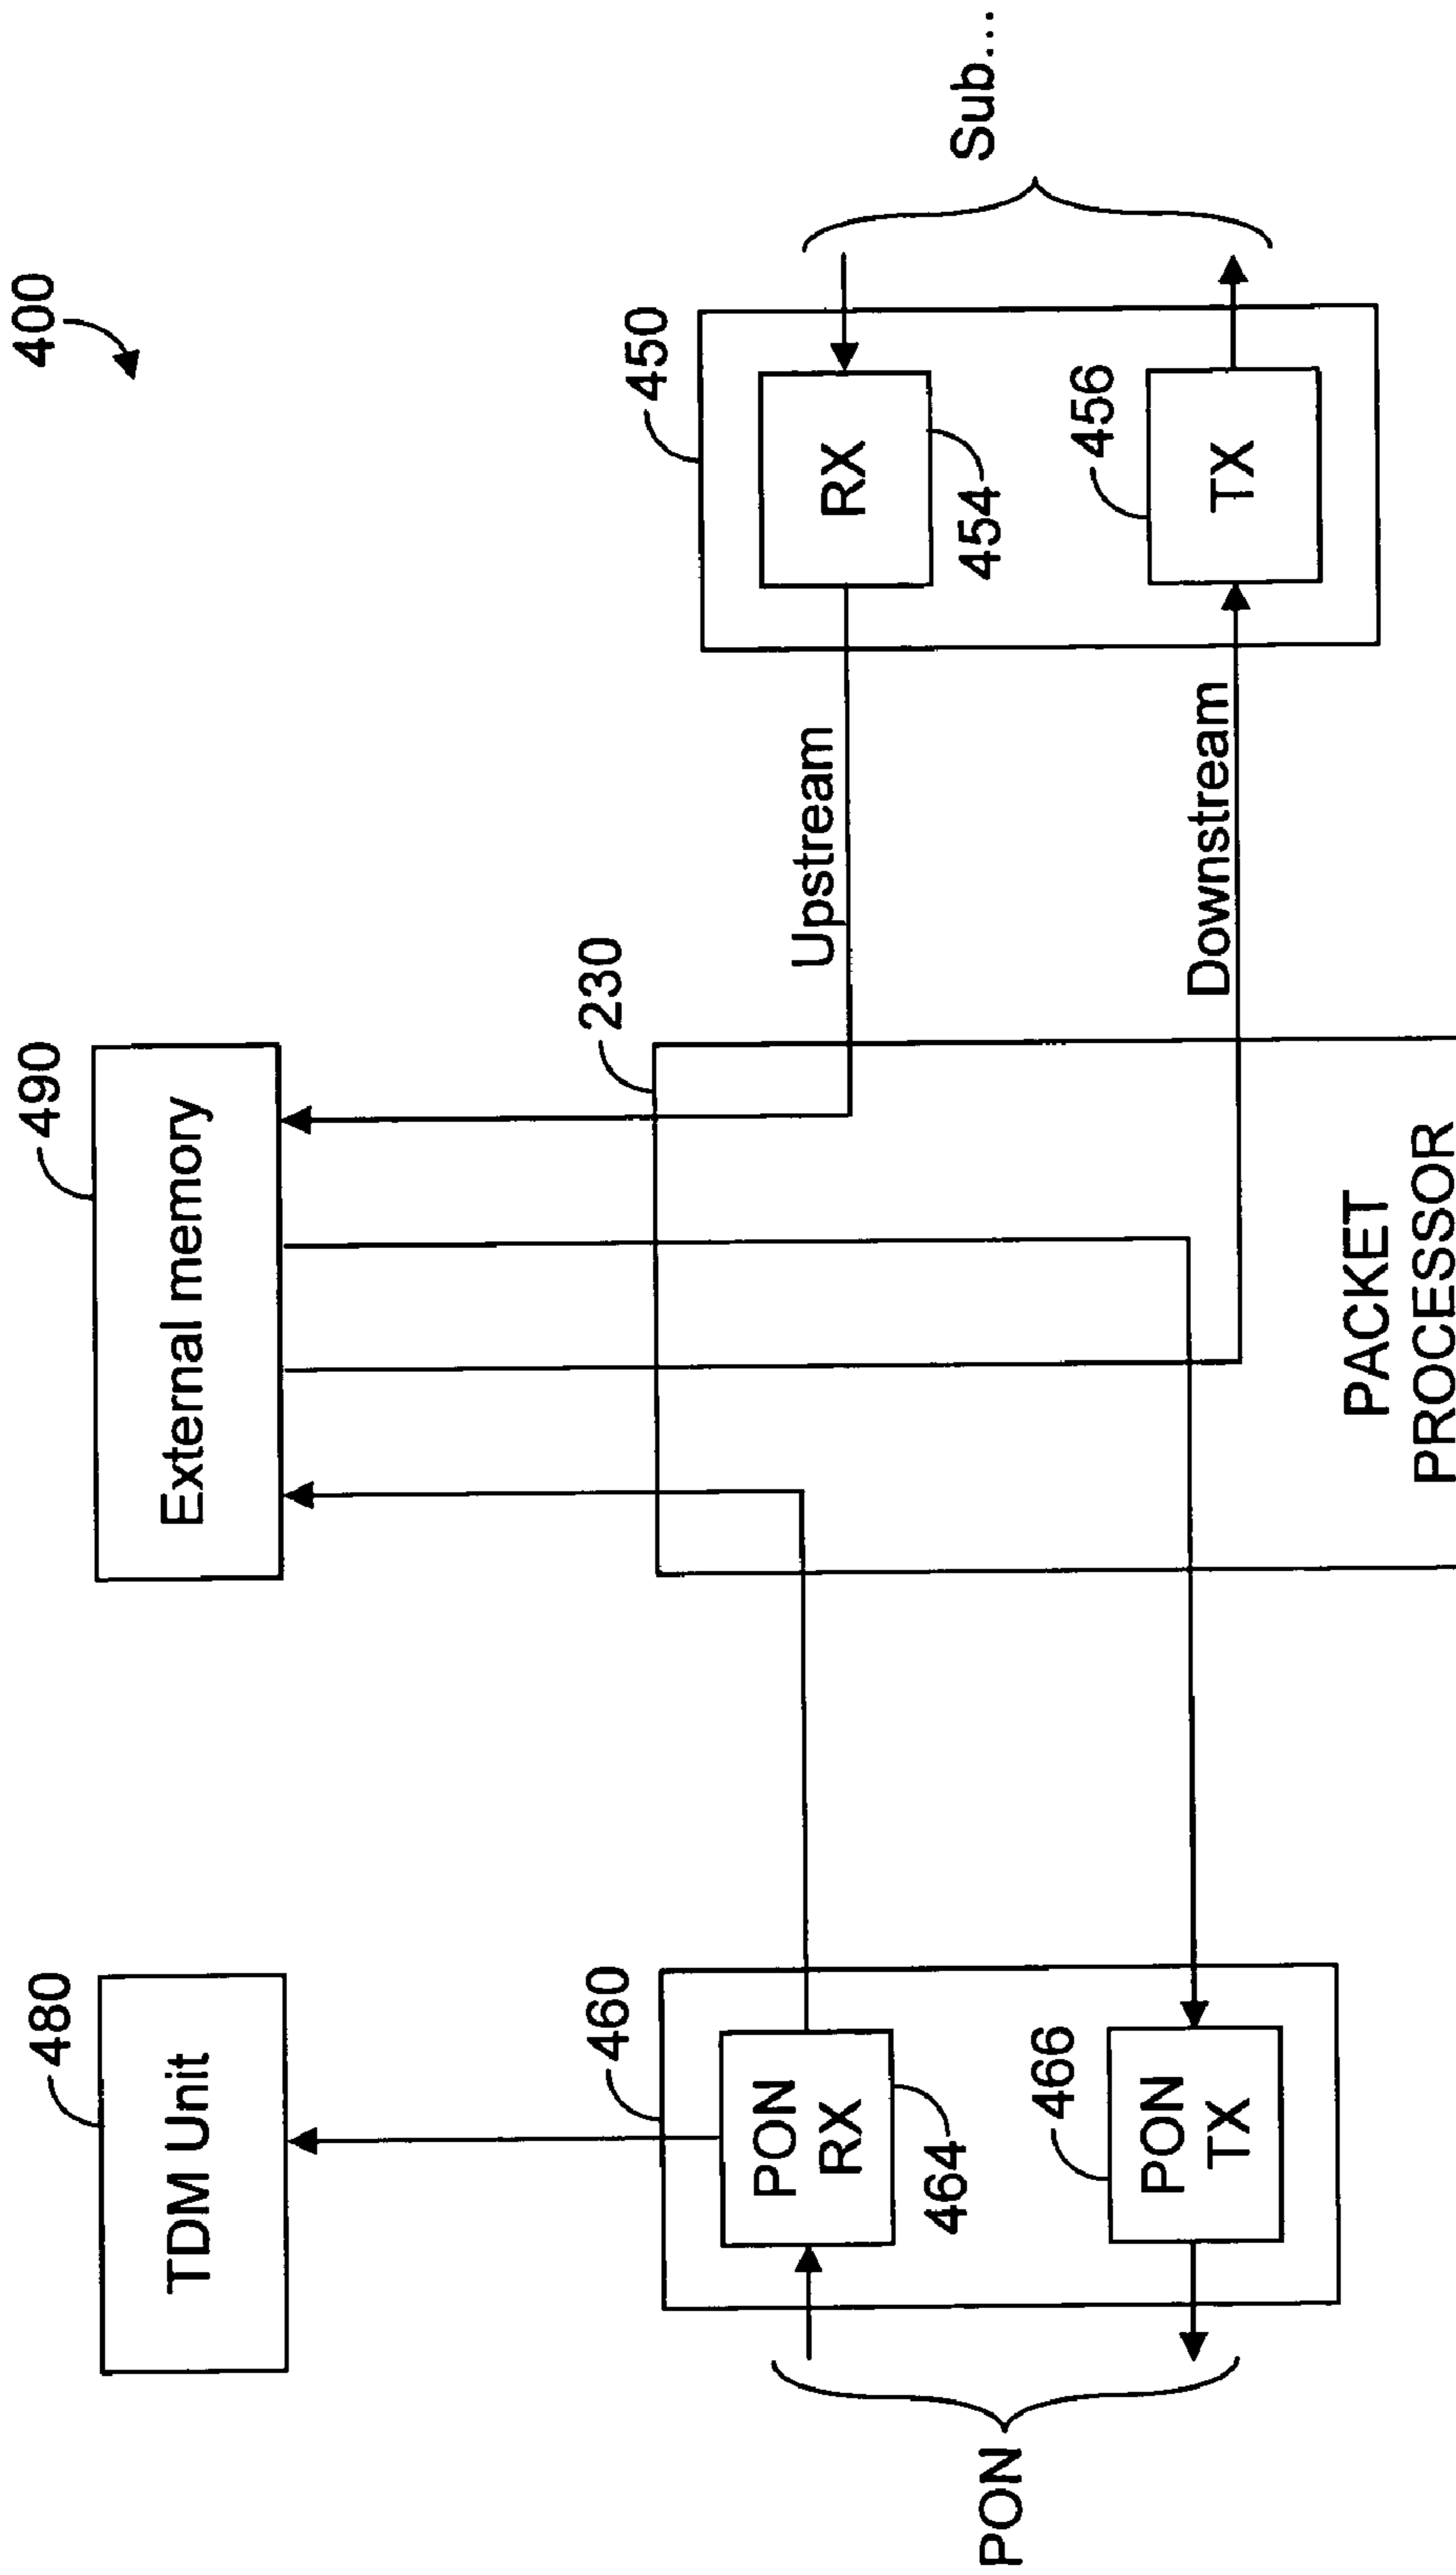 400
490
External memory
480
TDM Unit
230
450
460
Upstream
RX
454
PON
RX
464
Sub...
PON
Downstream
456
TX
466
PON
TX
PACKET
PROCESSOR